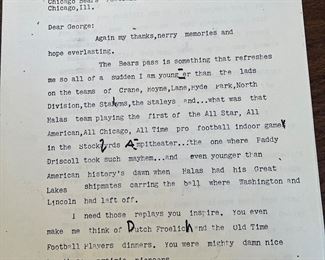 Chicago Bears
Chicago,Ill.
Dear George:
Again my thanks,merry memories and
hope everlasting.
The Bears pass is something that refreshes
me so all of a sudden I am younger than the lads
on the teams of Crane, Hoyne,Lane,Hyde Park,North
Division,the Stahms,the Staleys and...what was that
Halas team playing the first of the All Star, All
American,All Chicago, All Time pro football indoor game
in the Stockyrds Ampitheater...the one where Paddy
Driscoll took such mayhem...and even younger than
American history's dawn when Halas had his Great
Lakes shipmates carring the ball where Washington and
Lincoln had left off.
I need those replays you inspire. You even
make me think of Dutch Froelich and the Old Time
Football Players dinners. You were mighty damn nice